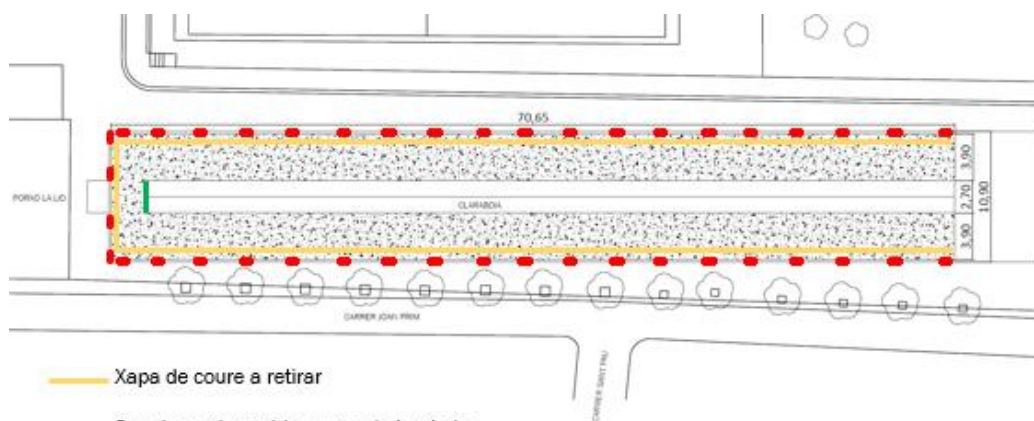 70,65
3,90
PORXO LA LIO
CLARABOIA
2,70
10,90
3,90
CARRER JOAN PRIM
CARRER SANT PAU
Xapa de coure a retirar